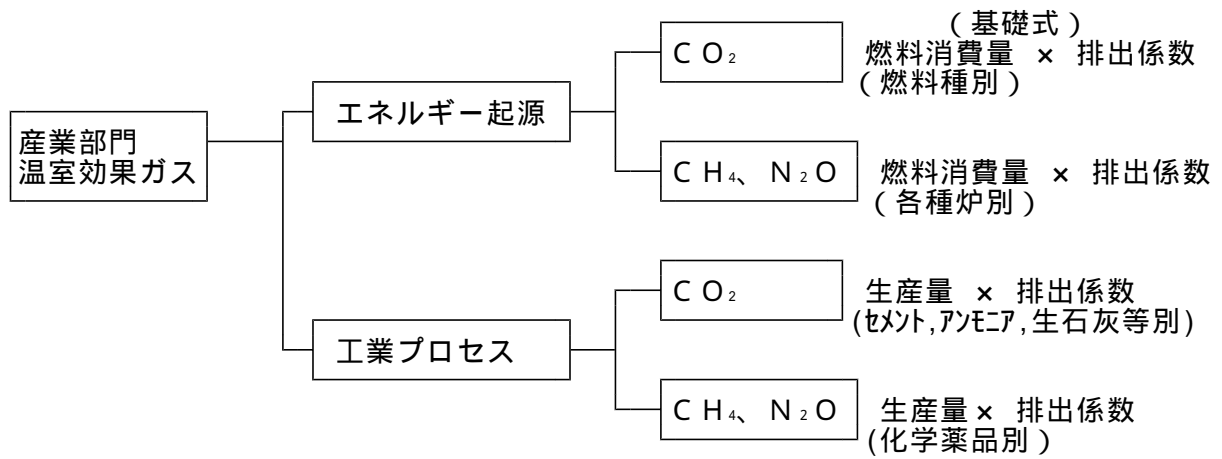 (基礎式)
CO₂
燃料消費量 × 排出係数
(燃料種別)
エネルギー起源
産業部門
温室効果ガス
CH₄、N₂O
燃料消費量 × 排出係数
(各種炉別)
CO₂
生産量 × 排出係数
(ｾﾒﾝﾄ,ｱﾝﾓﾆｱ,生石灰等別)
工業プロセス
CH₄、N₂O
生産量× 排出係数
(化学薬品別)